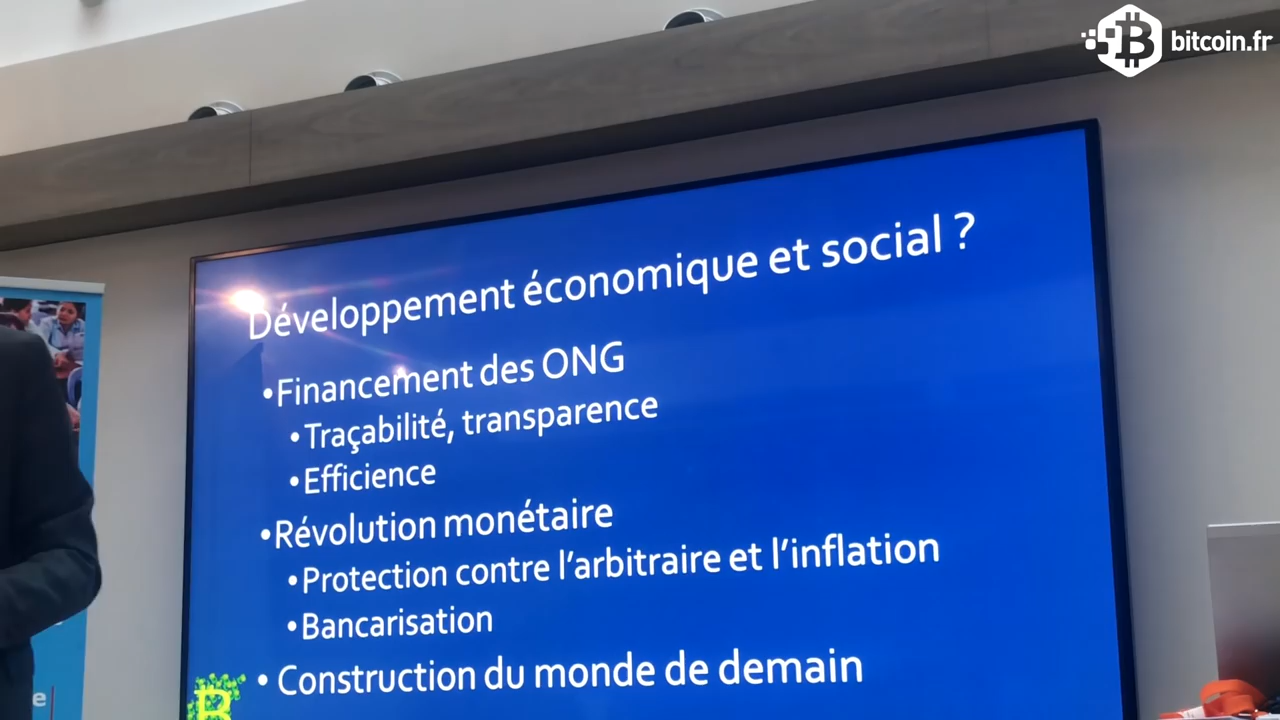 bitcoin.fr
Développement économique et social ?
•Financement des ONG
•Traçabilité, transparence
•Efficience
•Révolution monétaire
•Protection contre l’arbitraire et l’inflation
•Bancarisation
• Construction du monde de demain
e